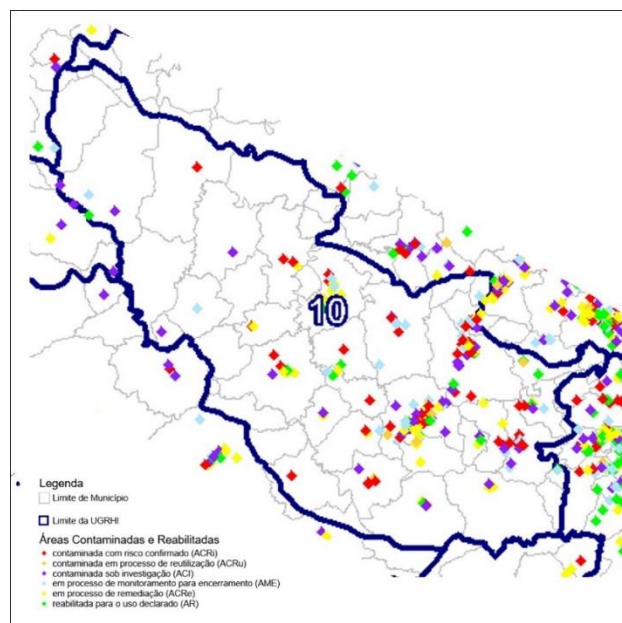 10
Legenda
Limite de Município
Limite da UGRHI
Áreas Contaminadas e Reabilitadas
contaminada com risco confirmado (ACRi)
contaminada em processo de reutilização (ACRu)
contaminada sob investigação (ACI)
em processo de monitoramento para encerramento (AME)
em processo de remediação (ACRe)
reabilitada para o uso declarado (AR)